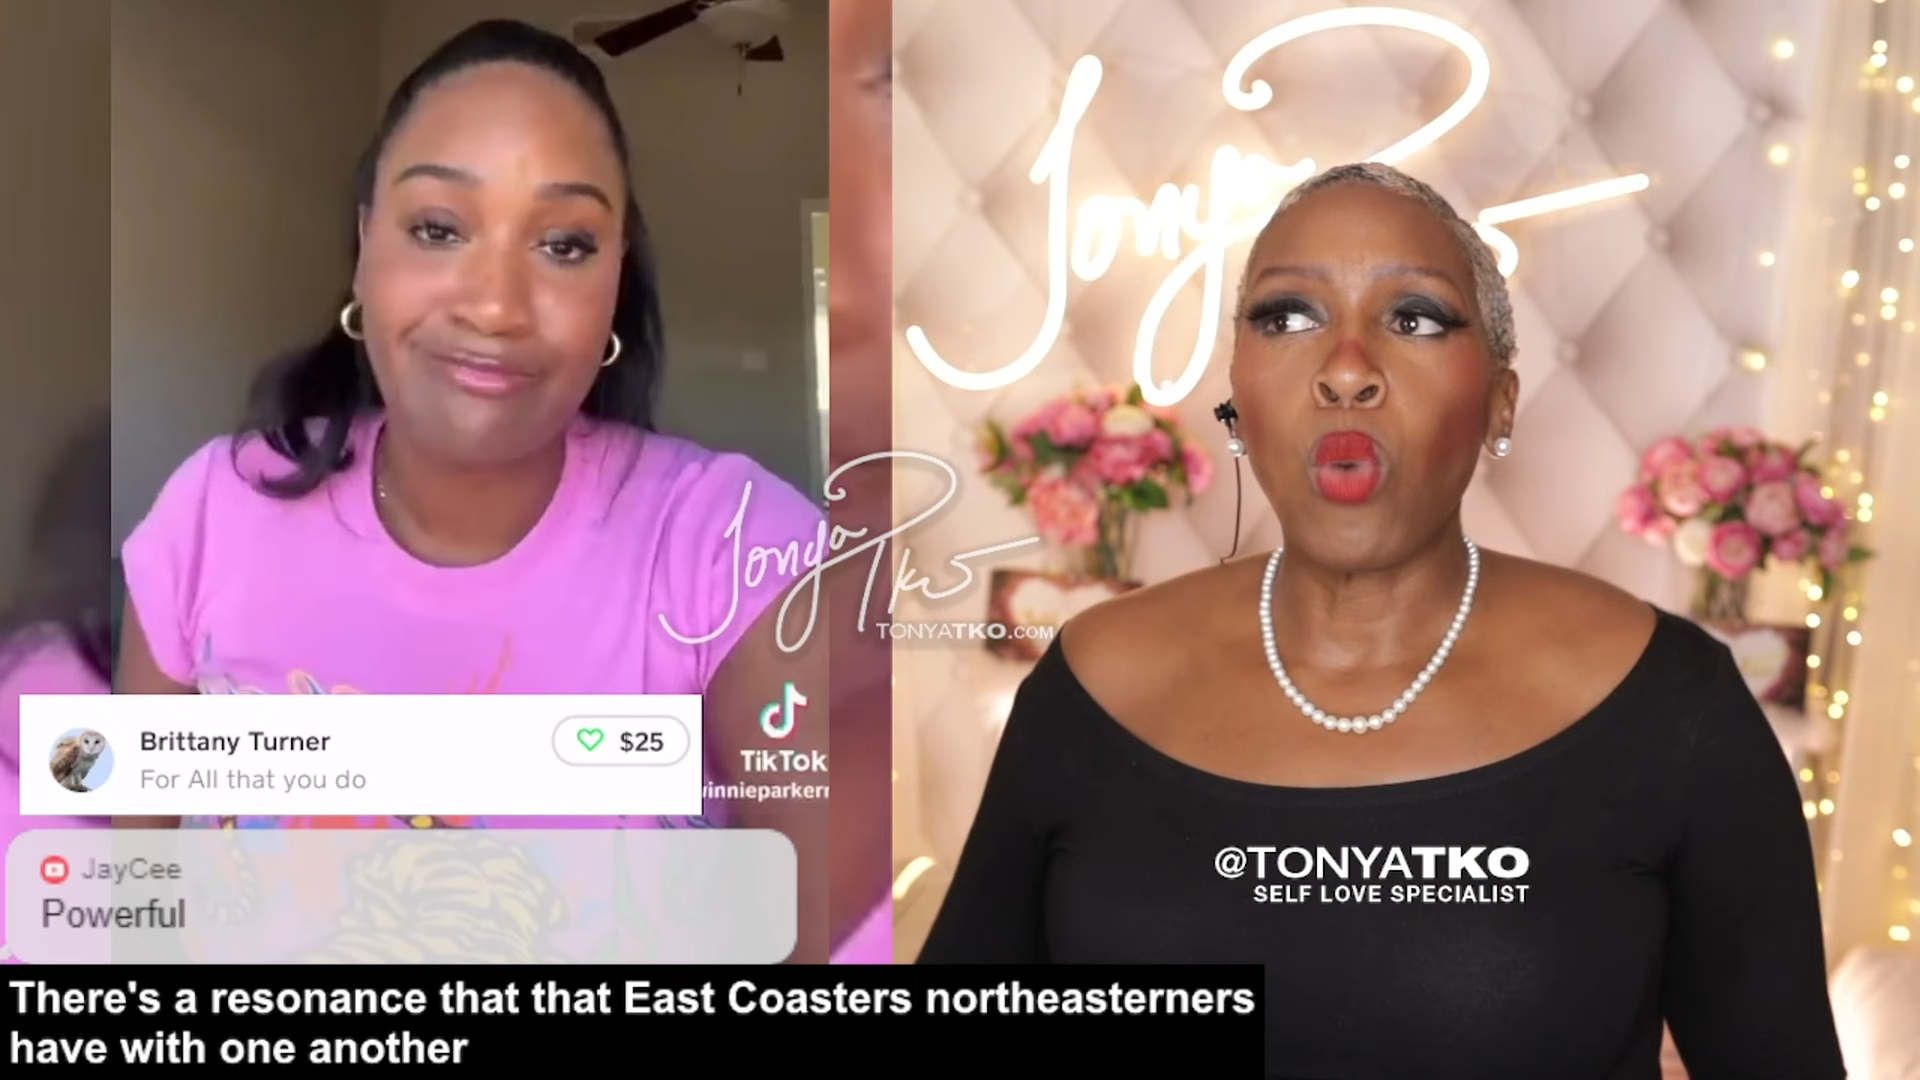 Tonya
Tonya TKO
TONYATKO.COM
Brittany Turner
$25
For All that you do
TikTok
JayCee
Powerful
@TONYATKO
SELF LOVE SPECIALIST
There's a resonance that that East Coasters northeasterners
have with one another